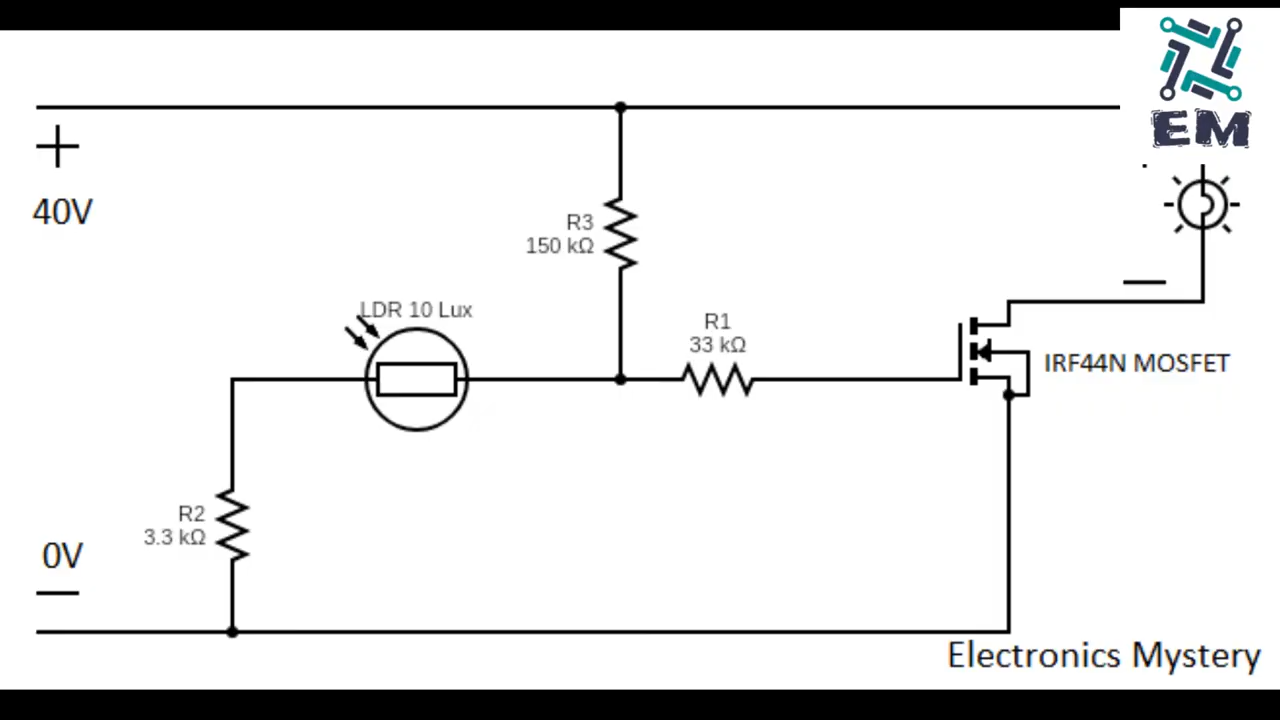 EM
+
40V
R3
150 kΩ
LDR 10 Lux
R1
33 kΩ
IRF44N MOSFET
R2
3.3 kΩ
0V
Electronics Mystery